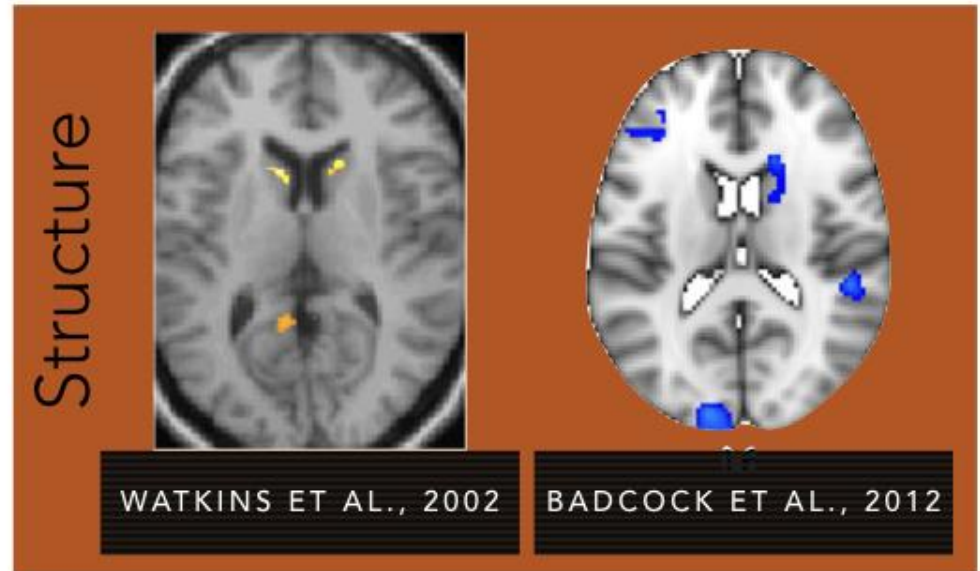 Structure
WATKINS ET AL., 2002
BADCOCK ET AL., 2012